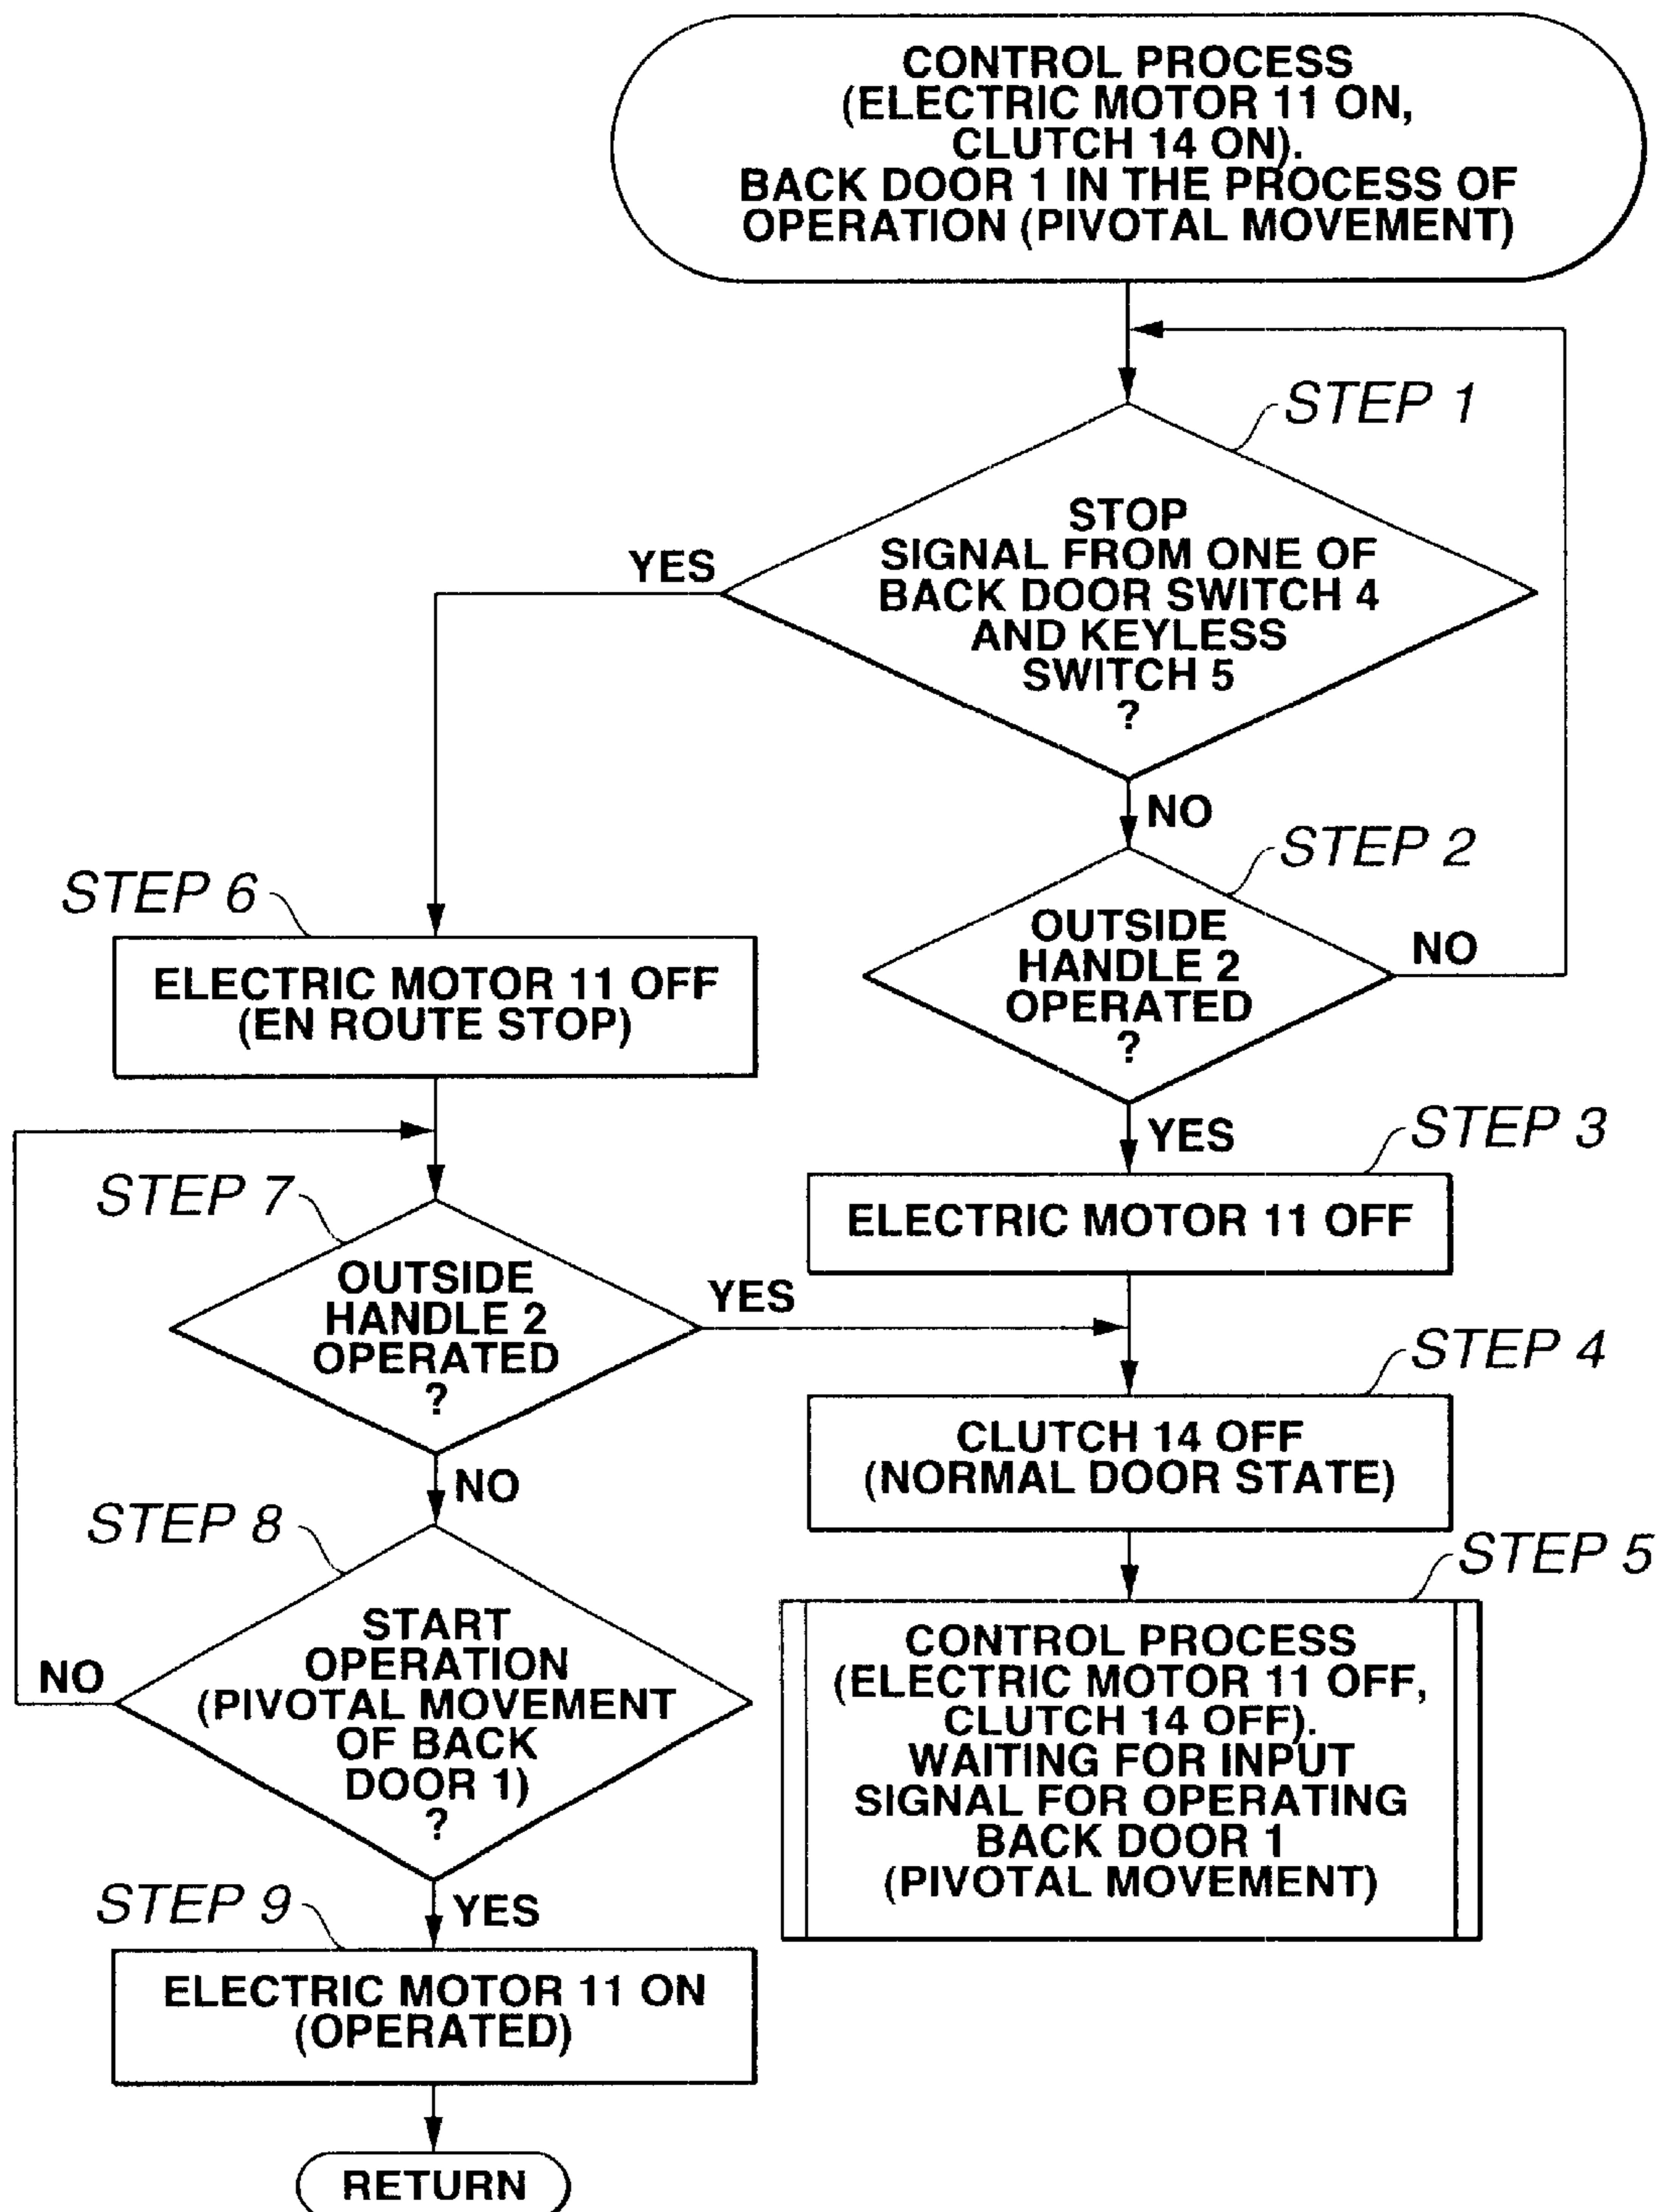 CONTROL PROCESS
(ELECTRIC MOTOR 11 ON,
CLUTCH 14 ON).
BACK DOOR 1 IN THE PROCESS OF
OPERATION (PIVOTAL MOVEMENT)
STEP 1
STOP
SIGNAL FROM ONE OF
BACK DOOR SWITCH 4
AND KEYLESS
SWITCH 5
?
YES
NO
STEP 2
OUTSIDE
HANDLE 2
OPERATED
?
NO
YES
STEP 6
ELECTRIC MOTOR 11 OFF
(EN ROUTE STOP)
STEP 3
ELECTRIC MOTOR 11 OFF
STEP 7
OUTSIDE
HANDLE 2
OPERATED
?
YES
NO
STEP 4
CLUTCH 14 OFF
(NORMAL DOOR STATE)
STEP 8
START
OPERATION
(PIVOTAL MOVEMENT
OF BACK
DOOR 1)
?
NO
YES
STEP 5
CONTROL PROCESS
(ELECTRIC MOTOR 11 OFF,
CLUTCH 14 OFF).
WAITING FOR INPUT
SIGNAL FOR OPERATING
BACK DOOR 1
(PIVOTAL MOVEMENT)
STEP 9
ELECTRIC MOTOR 11 ON
(OPERATED)
RETURN